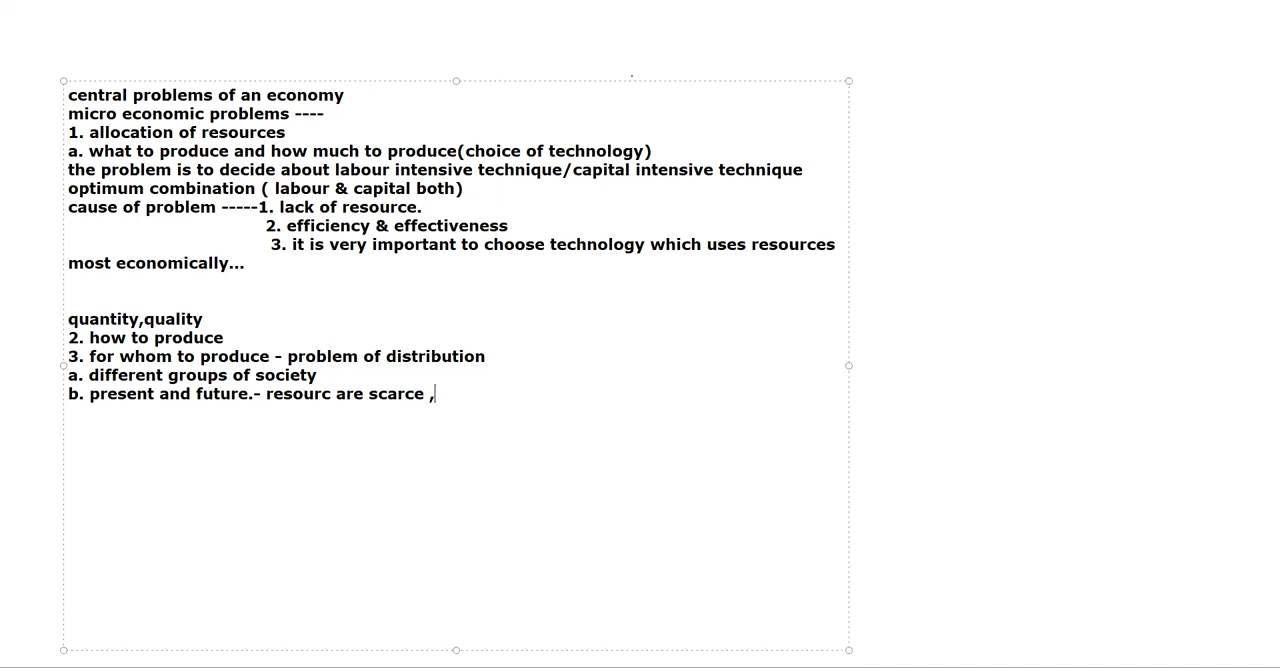 central problems of an economy
micro economic problems ----
1. allocation of resources
a. what to produce and how much to produce(choice of technology)
the problem is to decide about labour intensive technique/capital intensive technique
optimum combination ( labour & capital both)
cause of problem -----1. lack of resource.
2. efficiency & effectiveness
3. it is very important to choose technology which uses resources
most economically...
quantity,quality
2. how to produce
3. for whom to produce - problem of distribution
a. different groups of society
b. present and future.- resourc are scarce ,